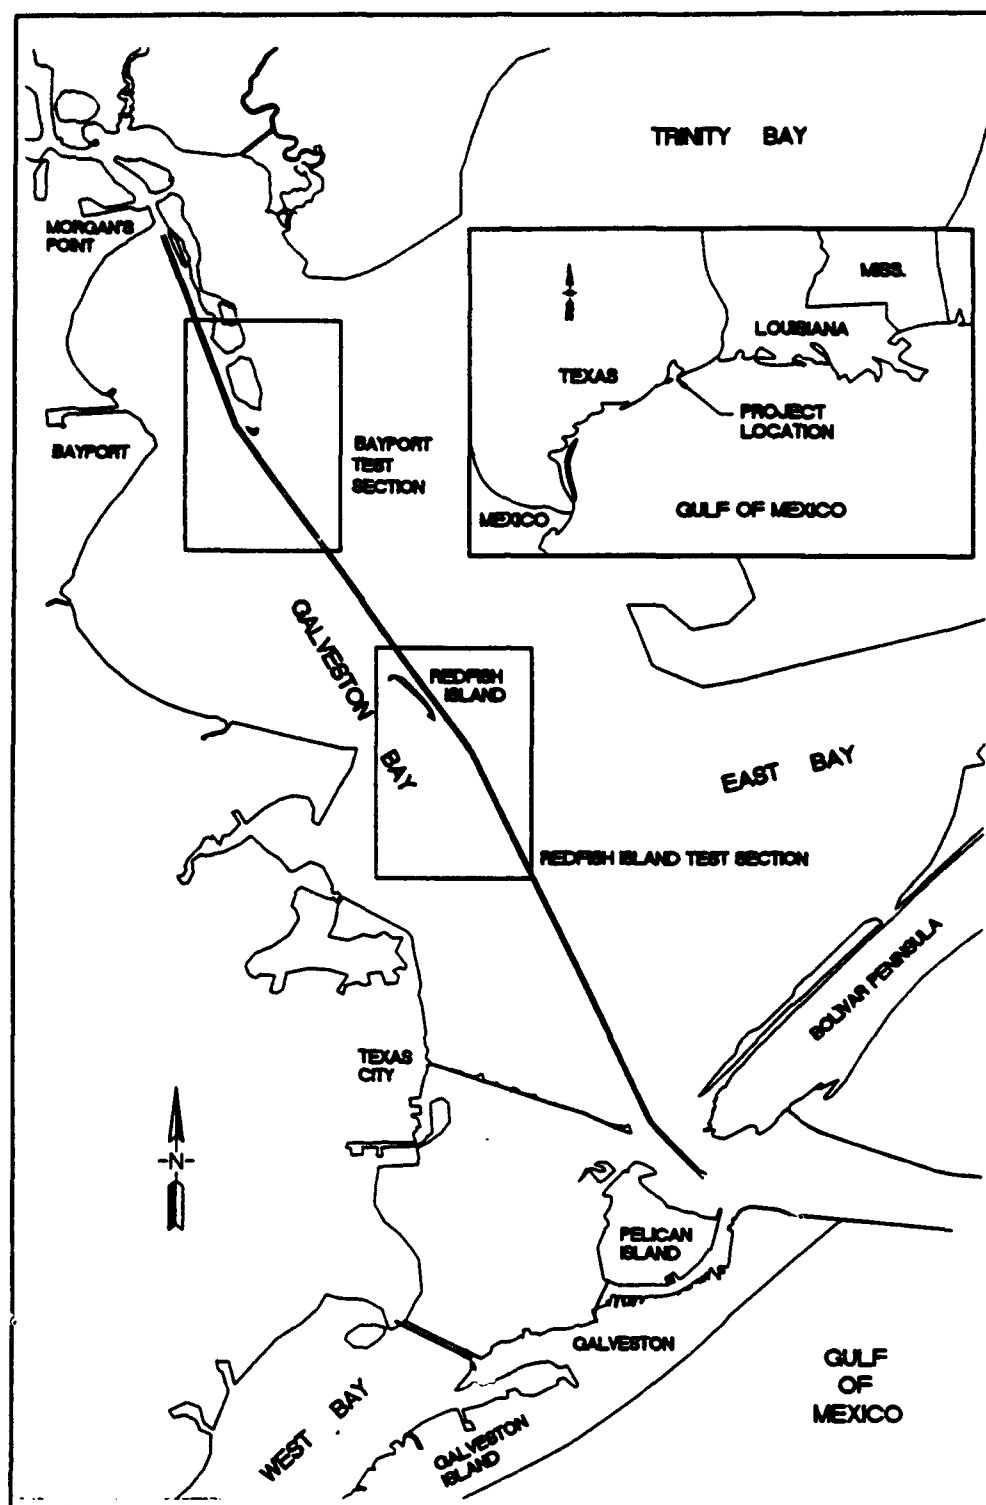 TRINITY BAY
MORGAN'S
POINT
MISS.
LOUISIANA
N
TEXAS
PROJECT
LOCATION
BAYPORT
BAYPORT
TEST
SECTION
MEXICO
GULF OF MEXICO
GALVESTON BAY
REDFISH
ISLAND
EAST BAY
REDFISH ISLAND TEST SECTION
BOLIVAR PENINSULA
TEXAS
CITY
-N-
PELICAN
ISLAND
GALVESTON
GULF
OF
MEXICO
WEST BAY
GALVESTON
ISLAND